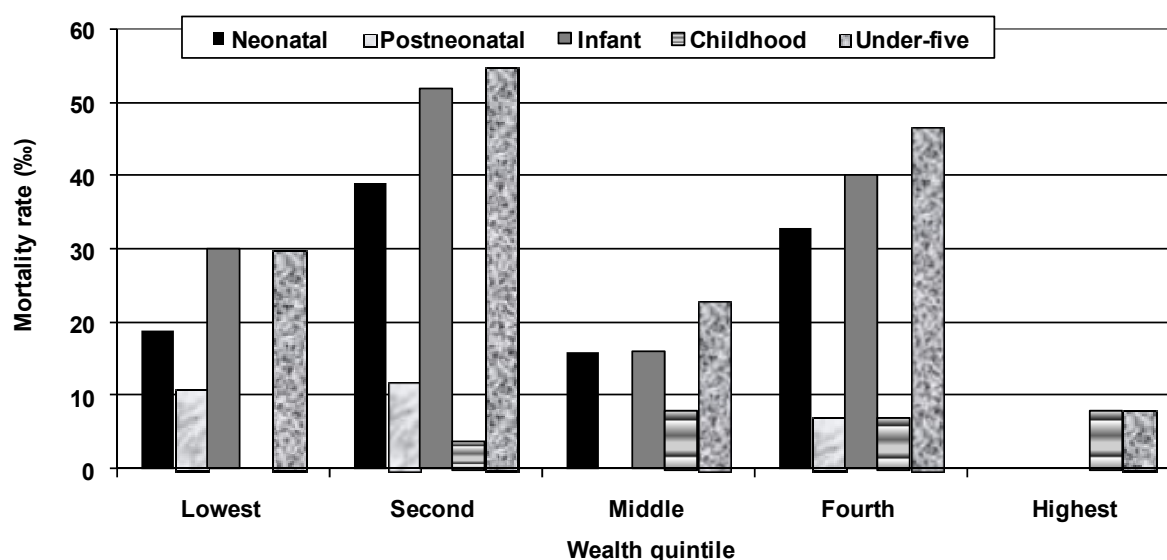 60
Neonatal Postneonatal Infant Childhood Under-five
50
40
30
20
10
0
Mortality rate (‰)
Lowest Second Middle Fourth Highest
Wealth quintile